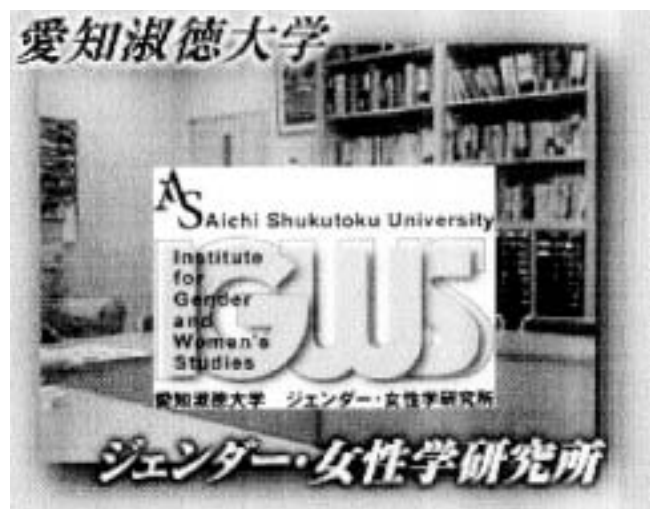 愛知淑徳大学
AS Aichi Shukutoku University
IGWS
Institute
for
Gender
and
Women's
Studies
愛知淑徳大学 ジェンダー・女性学研究所
ジェンダー・女性学研究所